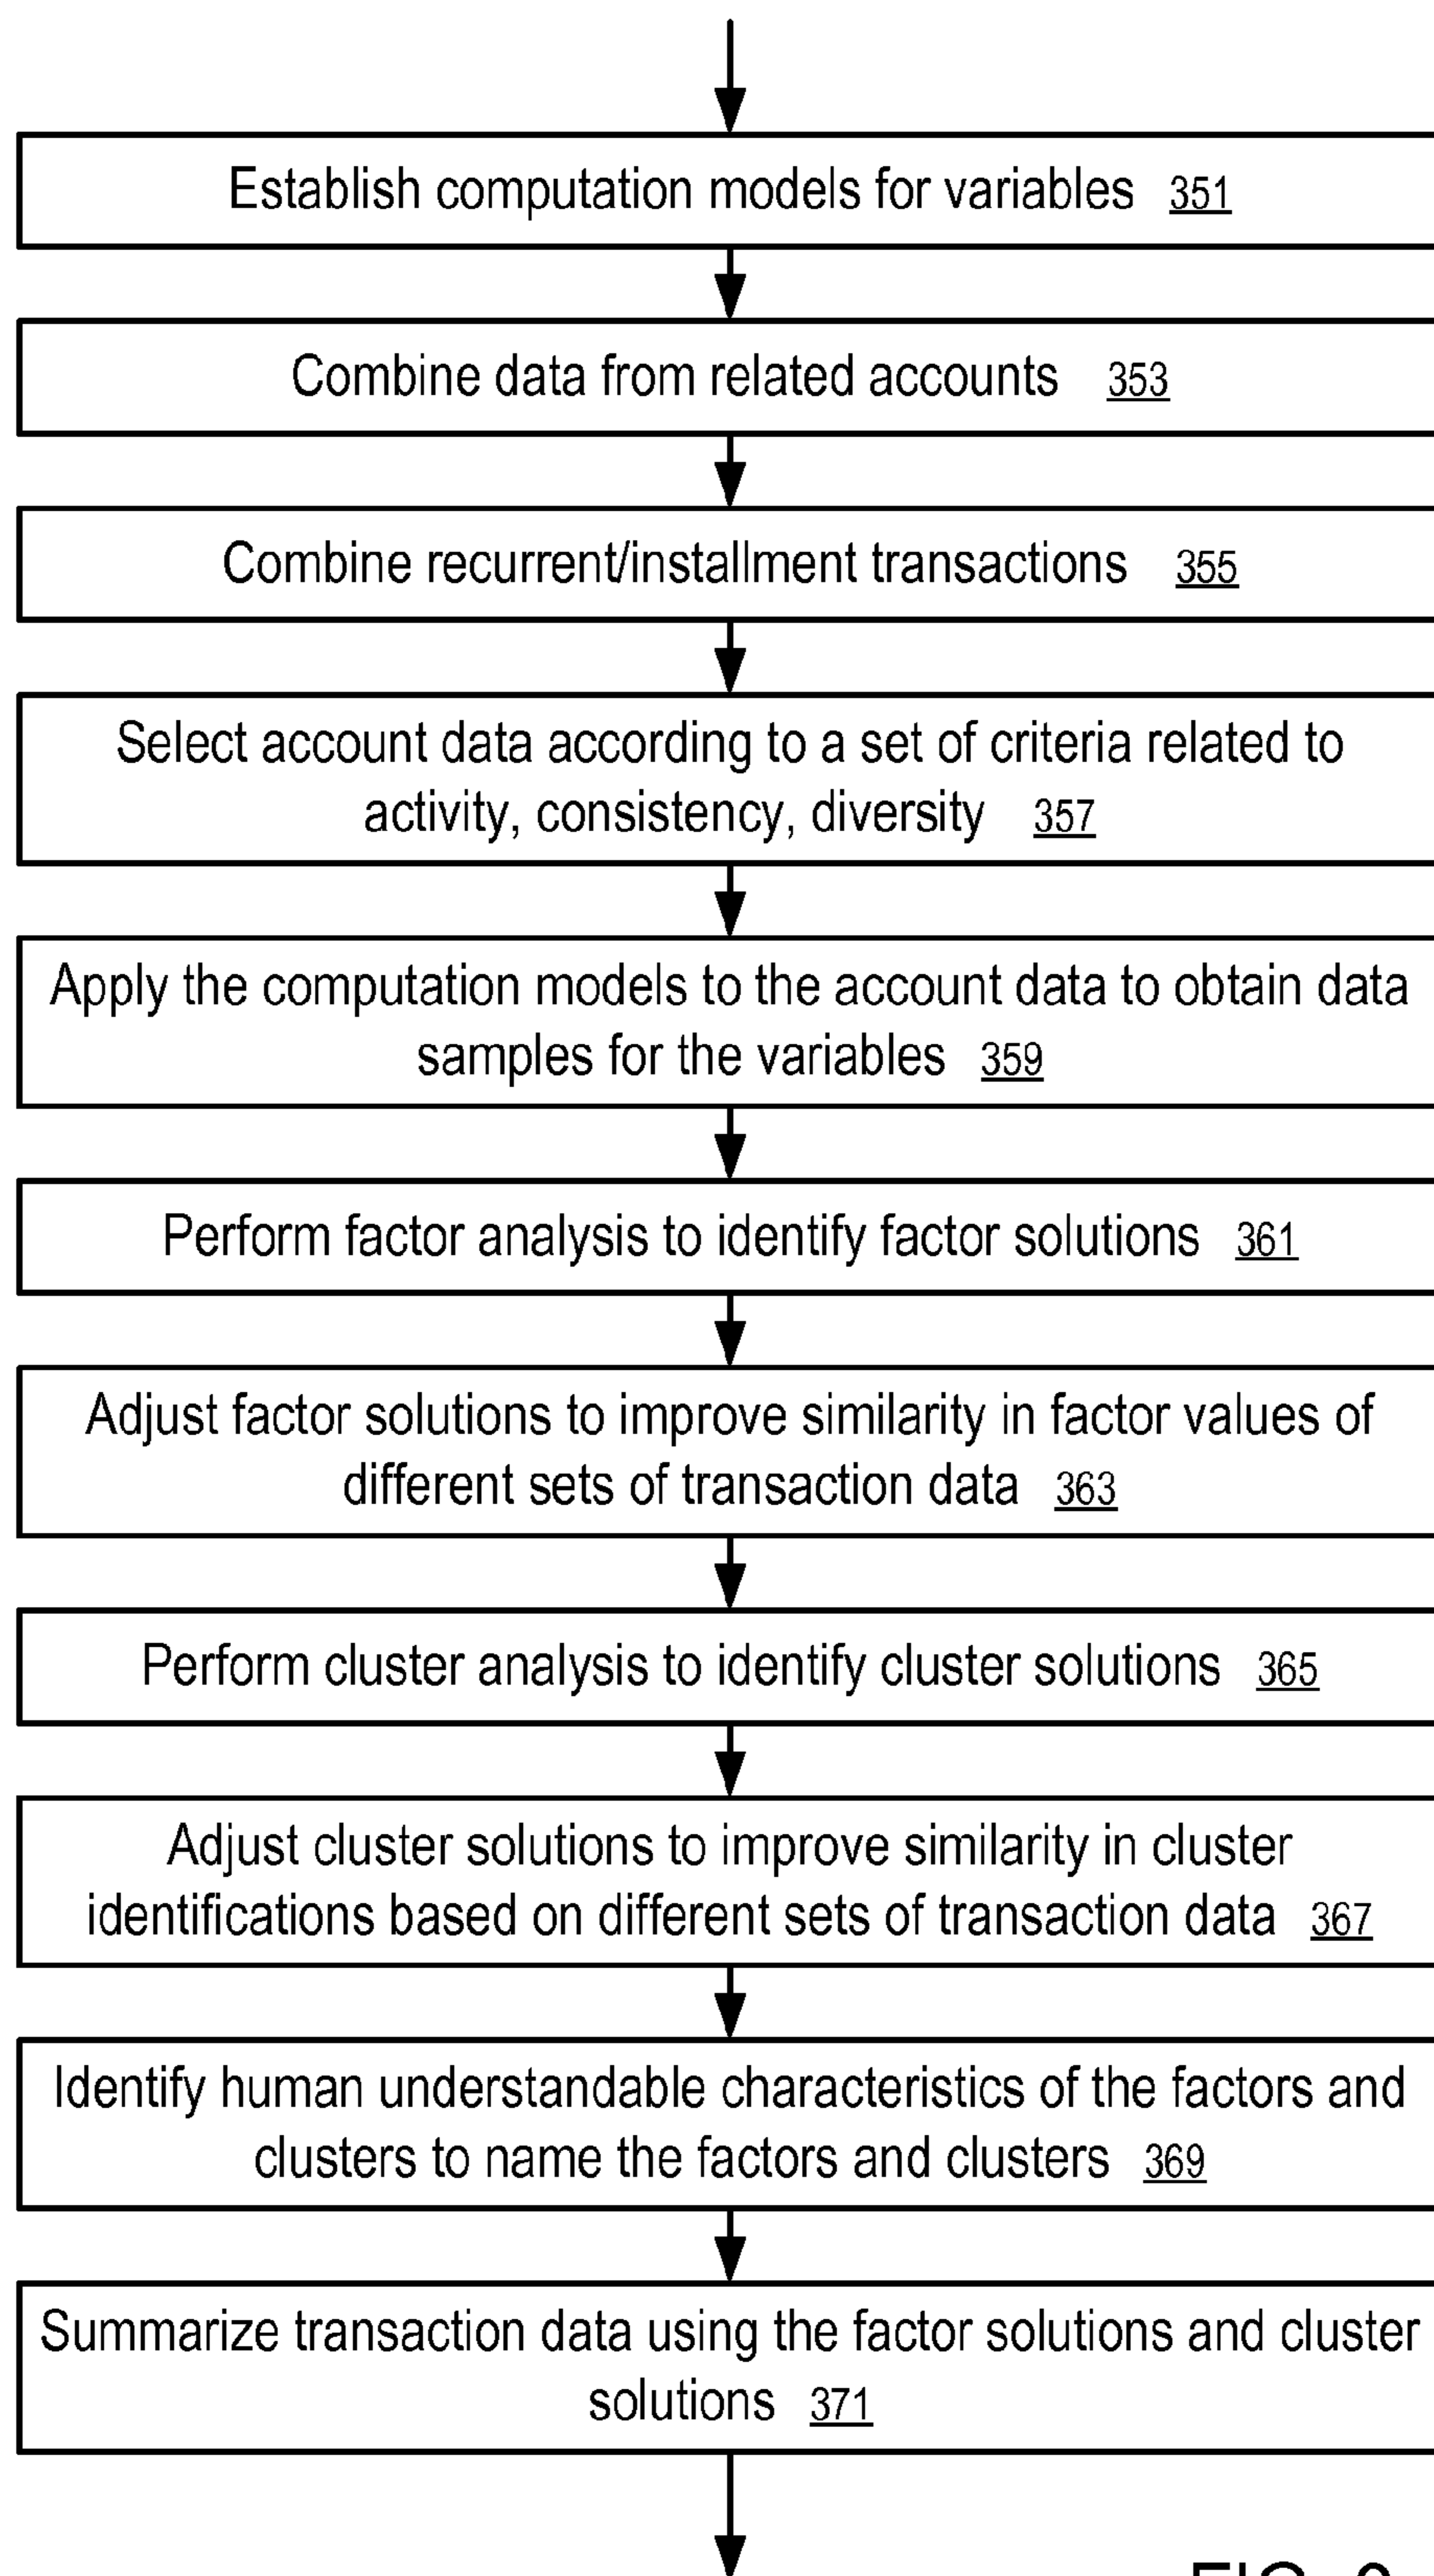 Establish computation models for variables 351
Combine data from related accounts 353
Combine recurrent/installment transactions 355
Select account data according to a set of criteria related to
activity, consistency, diversity 357
Apply the computation models to the account data to obtain data
samples for the variables 359
Perform factor analysis to identify factor solutions 361
Adjust factor solutions to improve similarity in factor values of
different sets of transaction data 363
Perform cluster analysis to identify cluster solutions 365
Adjust cluster solutions to improve similarity in cluster
identifications based on different sets of transaction data 367
Identify human understandable characteristics of the factors and
clusters to name the factors and clusters 369
Summarize transaction data using the factor solutions and cluster
solutions 371
FIG.